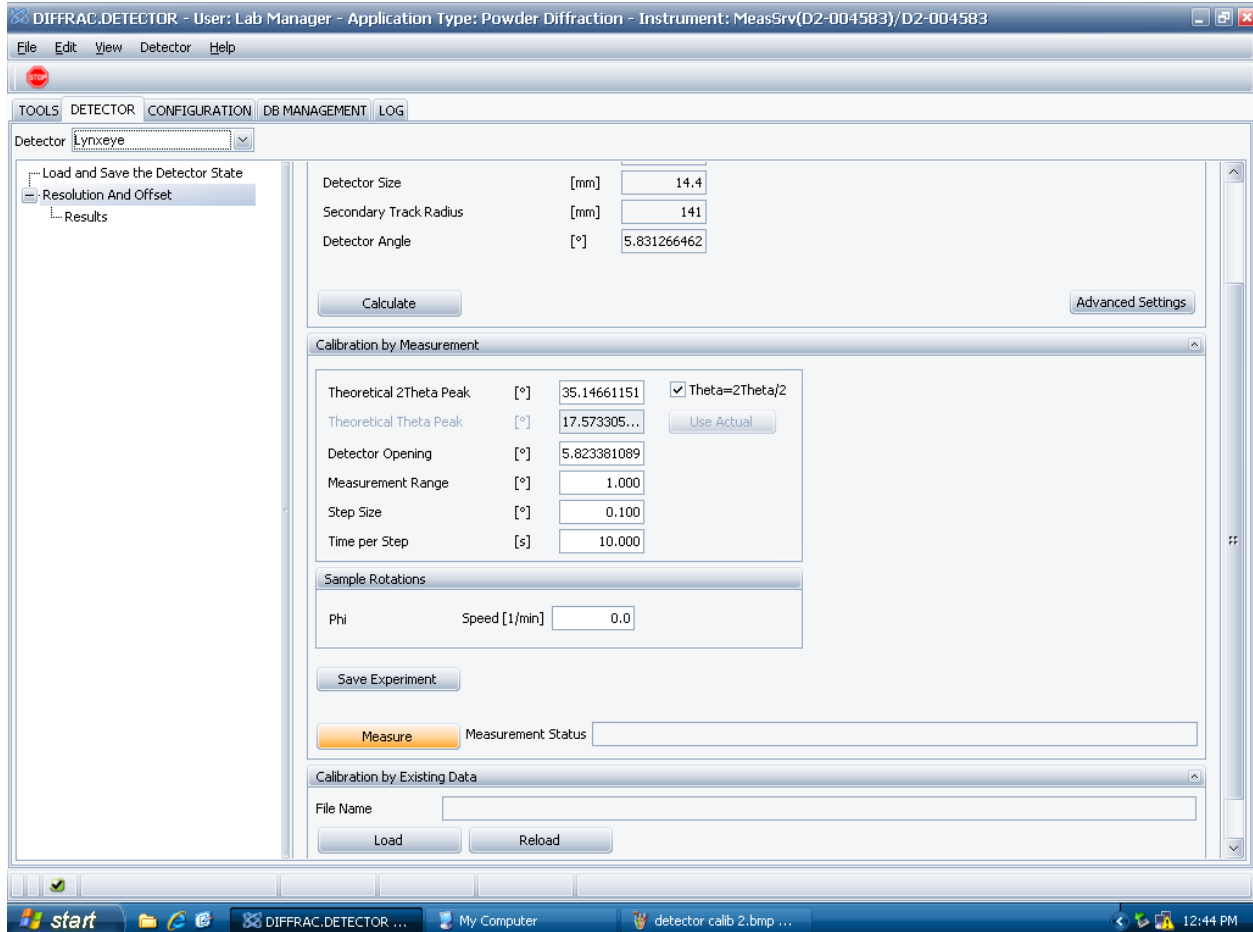 DIFFRAC.DETECTOR - User: Lab Manager - Application Type: Powder Diffraction - Instrument: MeasSrv(D2-004583)/D2-004583
File Edit View Detector Help
STOP
TOOLS DETECTOR CONFIGURATION DB MANAGEMENT LOG
Detector Lynxeye
Load and Save the Detector State
Resolution And Offset
Results
Detector Size [mm] 14.4
Secondary Track Radius [mm] 141
Detector Angle [°] 5.831266462
Calculate Advanced Settings
Calibration by Measurement
Theoretical 2Theta Peak [°] 35.14661151 Theta=2Theta/2
Theoretical Theta Peak [°] 17.573305... Use Actual
Detector Opening [°] 5.823381089
Measurement Range [°] 1.000
Step Size [°] 0.100
Time per Step [s] 10.000
Sample Rotations
Phi Speed [1/min] 0.0
Save Experiment
Measure Measurement Status
Calibration by Existing Data
File Name
Load Reload
start DIFFRAC.DETECTOR ... My Computer detector calib 2.bmp ... 12:44 PM